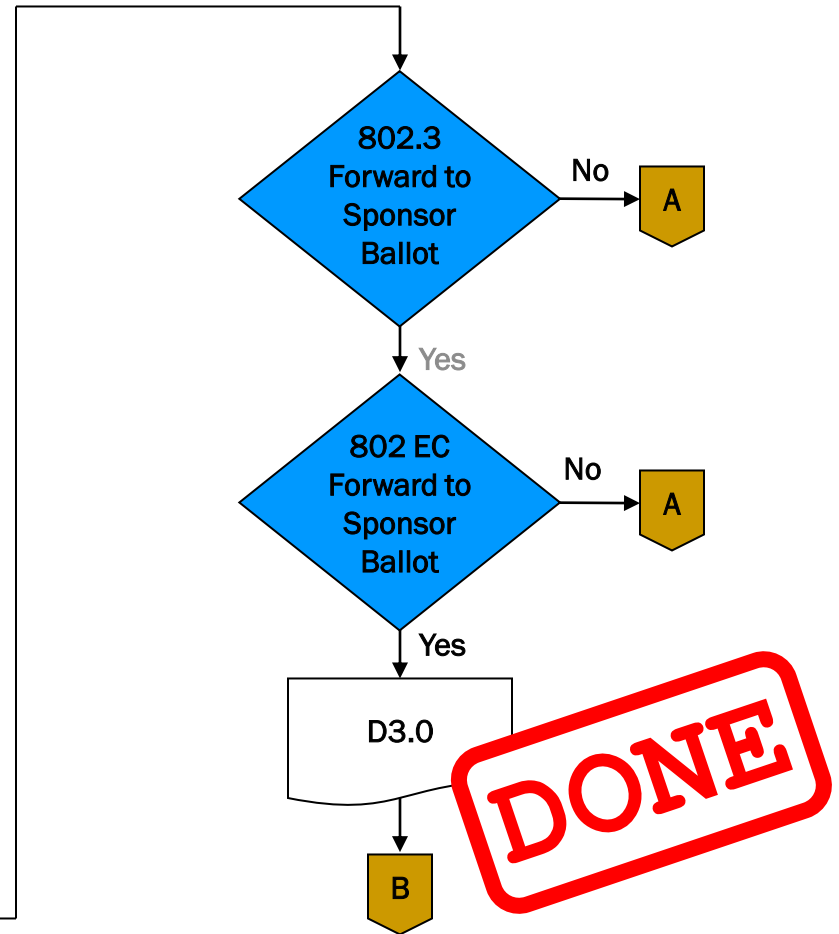 802.3
Forward to
Sponsor
Ballot
No
A
Yes
802 EC
Forward to
Sponsor
Ballot
No
A
Yes
D3.0
DONE
B